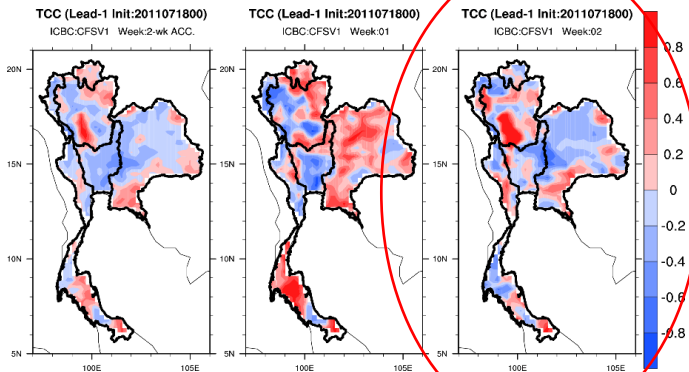 TCC (Lead-1 Init:2011071800)
ICBC:CFSV1 Week:2-wk ACC.
20N
15N
10N
5N
100E
105E
TCC (Lead-1 Init:2011071800)
ICBC:CFSV1 Week:01
20N
15N
10N
5N
100E
105E
TCC (Lead-1 Init:2011071800)
ICBC:CFSV1 Week:02
20N
15N
10N
5N
100E
105E
0.8
0.6
0.4
0.2
0
-0.2
-0.4
-0.6
-0.8